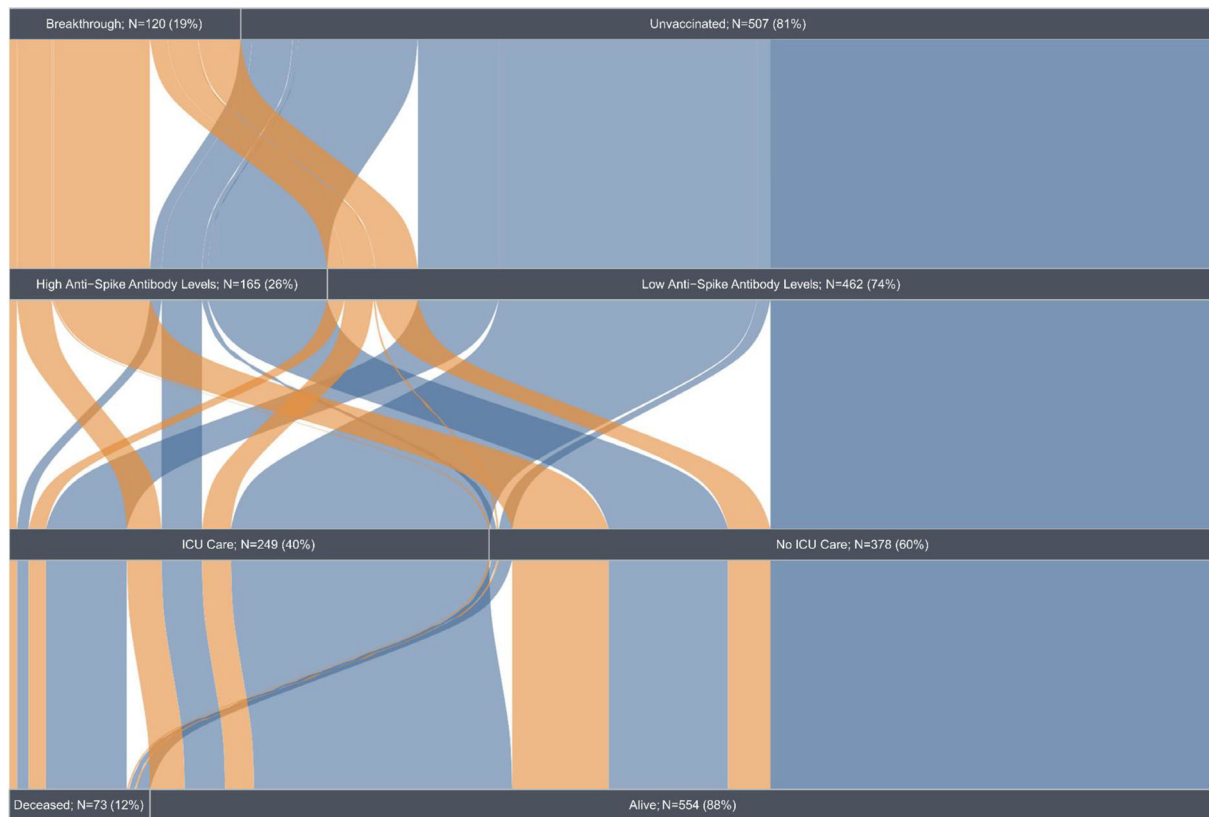 Breakthrough; N=120 (19%)
Unvaccinated; N=507 (81%)
High Anti−Spike Antibody Levels; N=165 (26%)
Low Anti−Spike Antibody Levels; N=462 (74%)
ICU Care; N=249 (40%)
No ICU Care; N=378 (60%)
Deceased; N=73 (12%)
Alive; N=554 (88%)